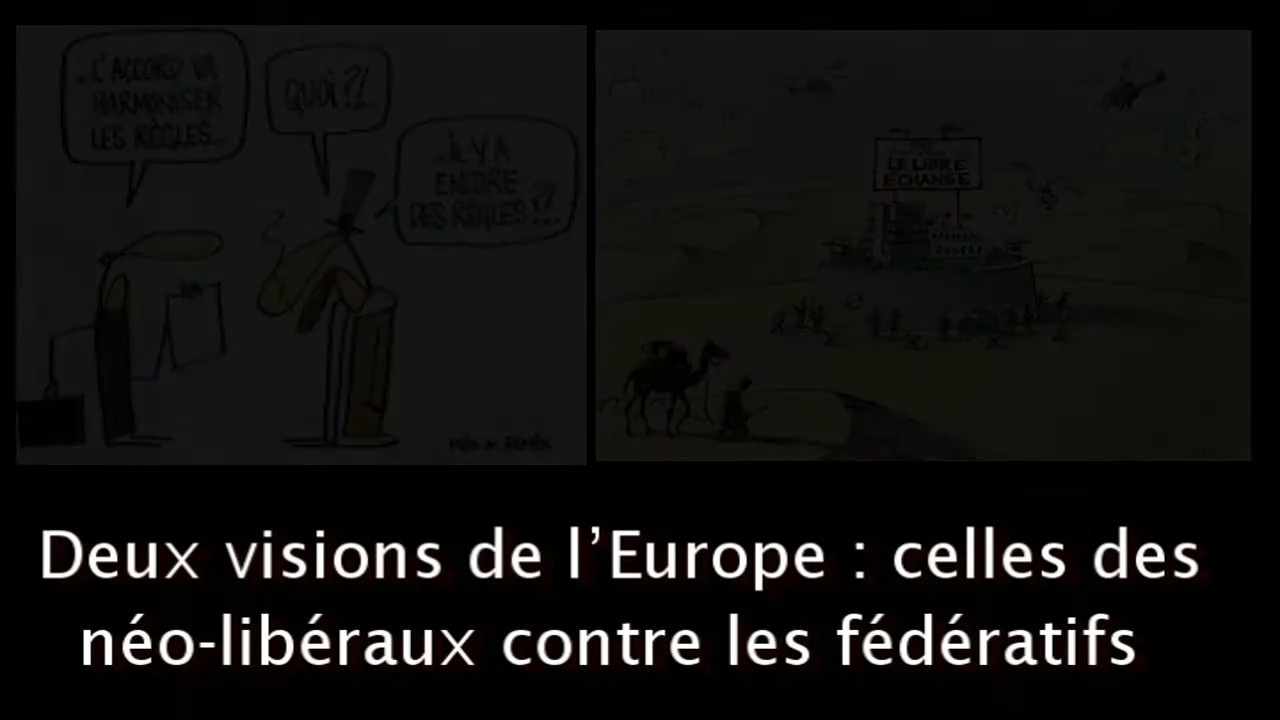 ..L'ACCORD VA
HARMONISER
LES RÈGLES...
QUOI ?!...
..IL Y A
ENCORE
DES RÈGLES ?!..
LE LIBRE
ÉCHANGE
Deux visions de l’Europe : celles des
néo-libéraux contre les fédératifs